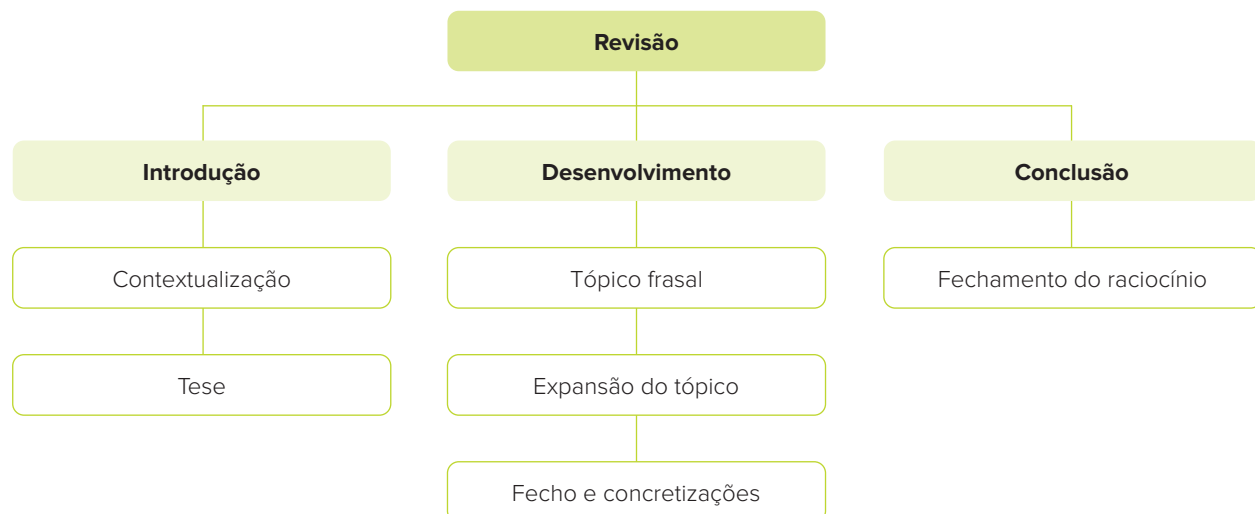 Revisão
Introdução
Desenvolvimento
Conclusão
Contextualização
Tópico frasal
Fechamento do raciocínio
Tese
Expansão do tópico
Fecho e concretizações